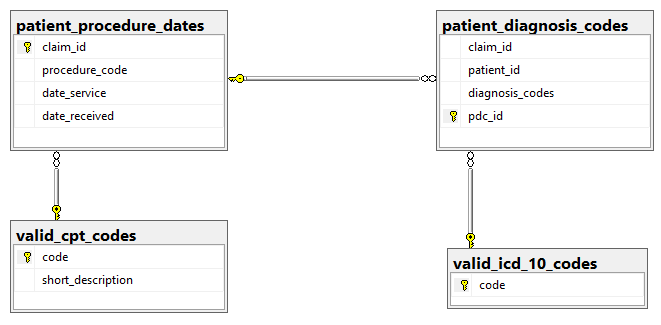 patient_procedure_dates
claim_id
procedure_code
date_service
date_received
patient_diagnosis_codes
claim_id
patient_id
diagnosis_codes
pdc_id
valid_cpt_codes
code
short_description
valid_icd_10_codes
code